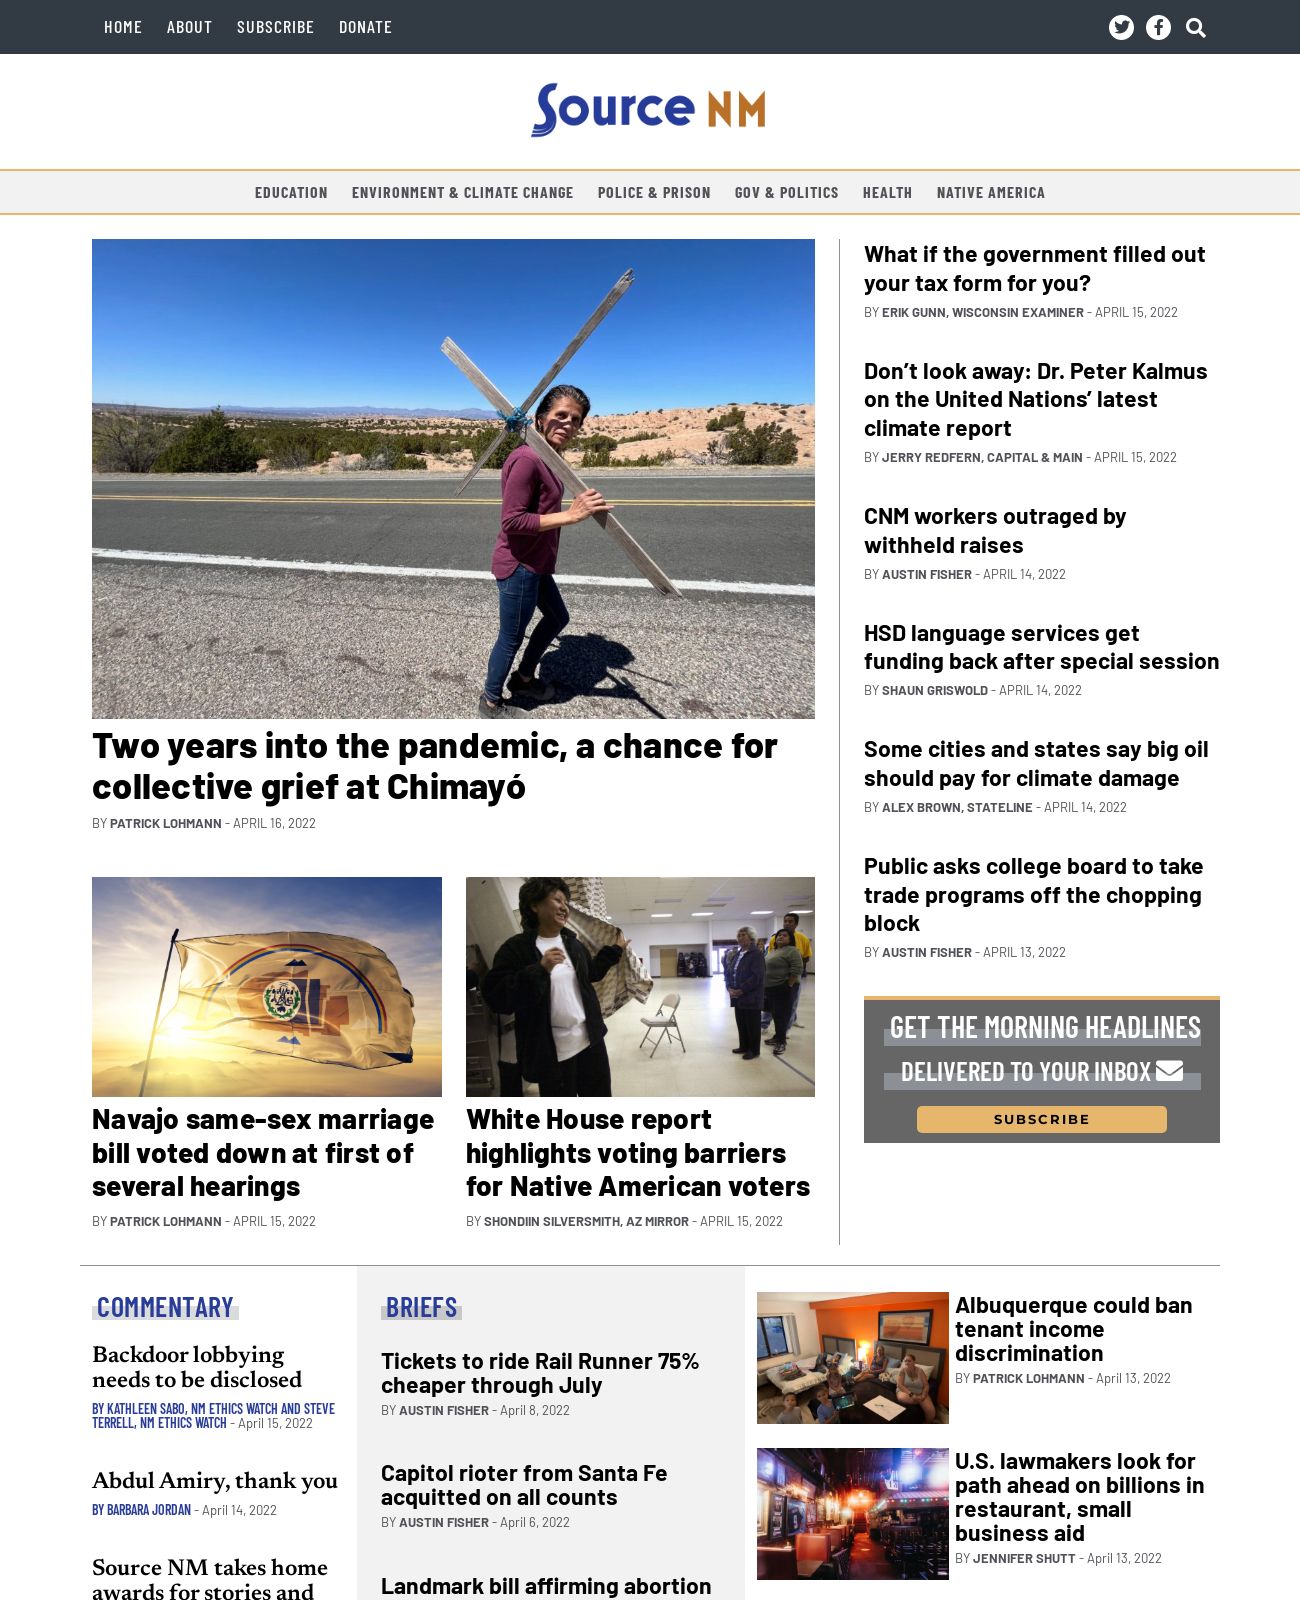 HOME ABOUT SUBSCRIBE DONATE
Source NM
EDUCATION ENVIRONMENT & CLIMATE CHANGE POLICE & PRISON GOV & POLITICS HEALTH NATIVE AMERICA
Two years into the pandemic, a chance for
collective grief at Chimayó
BY PATRICK LOHMANN - APRIL 16, 2022
Navajo same-sex marriage
bill voted down at first of
several hearings
BY PATRICK LOHMANN - APRIL 15, 2022
White House report
highlights voting barriers
for Native American voters
BY SHONDIIN SILVERSMITH, AZ MIRROR - APRIL 15, 2022
What if the government filled out
your tax form for you?
BY ERIK GUNN, WISCONSIN EXAMINER - APRIL 15, 2022
Don’t look away: Dr. Peter Kalmus
on the United Nations’ latest
climate report
BY JERRY REDFERN, CAPITAL & MAIN - APRIL 15, 2022
CNM workers outraged by
withheld raises
BY AUSTIN FISHER - APRIL 14, 2022
HSD language services get
funding back after special session
BY SHAUN GRISWOLD - APRIL 14, 2022
Some cities and states say big oil
should pay for climate damage
BY ALEX BROWN, STATELINE - APRIL 14, 2022
Public asks college board to take
trade programs off the chopping
block
BY AUSTIN FISHER - APRIL 13, 2022
GET THE MORNING HEADLINES
DELIVERED TO YOUR INBOX
SUBSCRIBE
COMMENTARY
Backdoor lobbying
needs to be disclosed
BY KATHLEEN SABO, NM ETHICS WATCH AND STEVE
TERRELL, NM ETHICS WATCH - April 15, 2022
Abdul Amiry, thank you
BY BARBARA JORDAN - April 14, 2022
Source NM takes home
awards for stories and
BRIEFS
Tickets to ride Rail Runner 75%
cheaper through July
BY AUSTIN FISHER - April 8, 2022
Capitol rioter from Santa Fe
acquitted on all counts
BY AUSTIN FISHER - April 6, 2022
Landmark bill affirming abortion
Albuquerque could ban
tenant income
discrimination
BY PATRICK LOHMANN - April 13, 2022
U.S. lawmakers look for
path ahead on billions in
restaurant, small
business aid
BY JENNIFER SHUTT - April 13, 2022